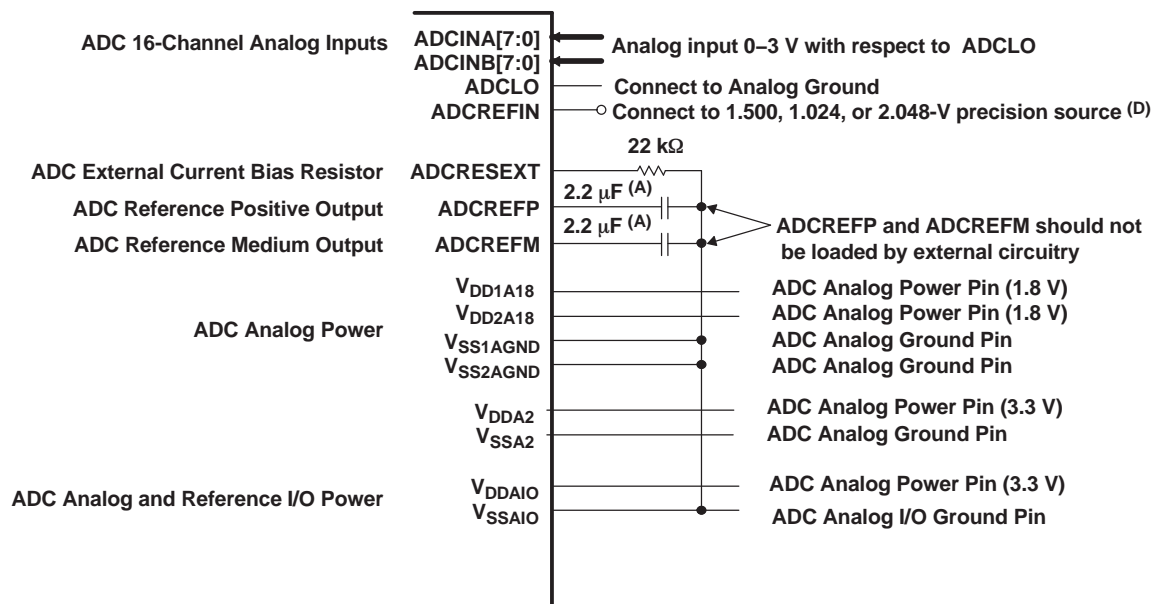 ADC 16-Channel Analog Inputs
ADCINA[7:0]
ADCINB[7:0]
Analog input 0–3 V with respect to ADCLO
ADCLO
Connect to Analog Ground
ADCREFIN
Connect to 1.500, 1.024, or 2.048-V precision source (D)
22 kΩ
ADC External Current Bias Resistor
ADCRESEXT
2.2 μF (A)
ADC Reference Positive Output
ADCREFP
2.2 μF (A)
ADC Reference Medium Output
ADCREFM
ADCREFP and ADCREFM should not
be loaded by external circuitry
VDD1A18
ADC Analog Power Pin (1.8 V)
VDD2A18
ADC Analog Power Pin (1.8 V)
ADC Analog Power
VSS1AGND
ADC Analog Ground Pin
VSS2AGND
ADC Analog Ground Pin
VDDA2
ADC Analog Power Pin (3.3 V)
VSSA2
ADC Analog Ground Pin
ADC Analog and Reference I/O Power
VDDAIO
ADC Analog Power Pin (3.3 V)
VSSAIO
ADC Analog I/O Ground Pin